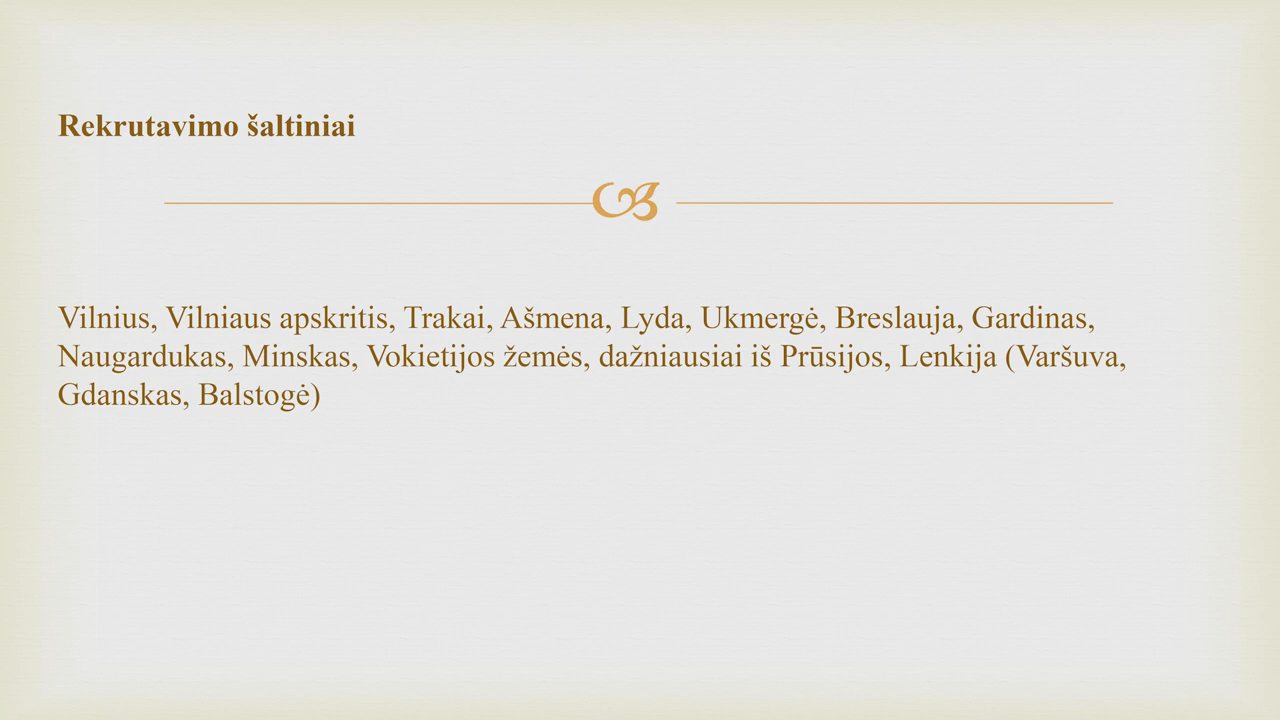 Rekrutavimo šaltiniai
Vilnius, Vilniaus apskritis, Trakai, Ašmena, Lyda, Ukmergė, Breslauja, Gardinas,
Naugardukas, Minskas, Vokietijos žemės, dažniausiai iš Prūsijos, Lenkija (Varšuva,
Gdanskas, Balstogė)